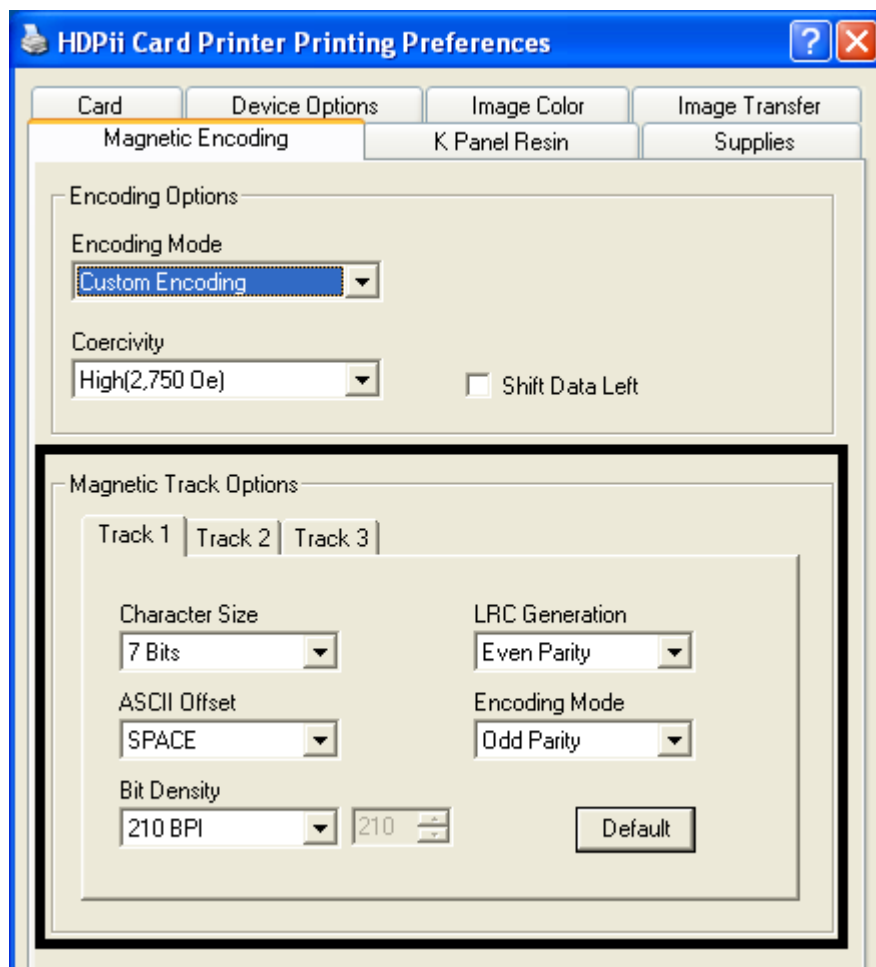 HDPii Card Printer Printing Preferences
Card Device Options Image Color Image Transfer
Magnetic Encoding K Panel Resin Supplies
Encoding Options
Encoding Mode
Custom Encoding
Coercivity
High(2,750 Oe) Shift Data Left
Magnetic Track Options
Track 1 Track 2 Track 3
Character Size LRC Generation
7 Bits Even Parity
ASCII Offset Encoding Mode
SPACE Odd Parity
Bit Density
210 BPI 210 Default